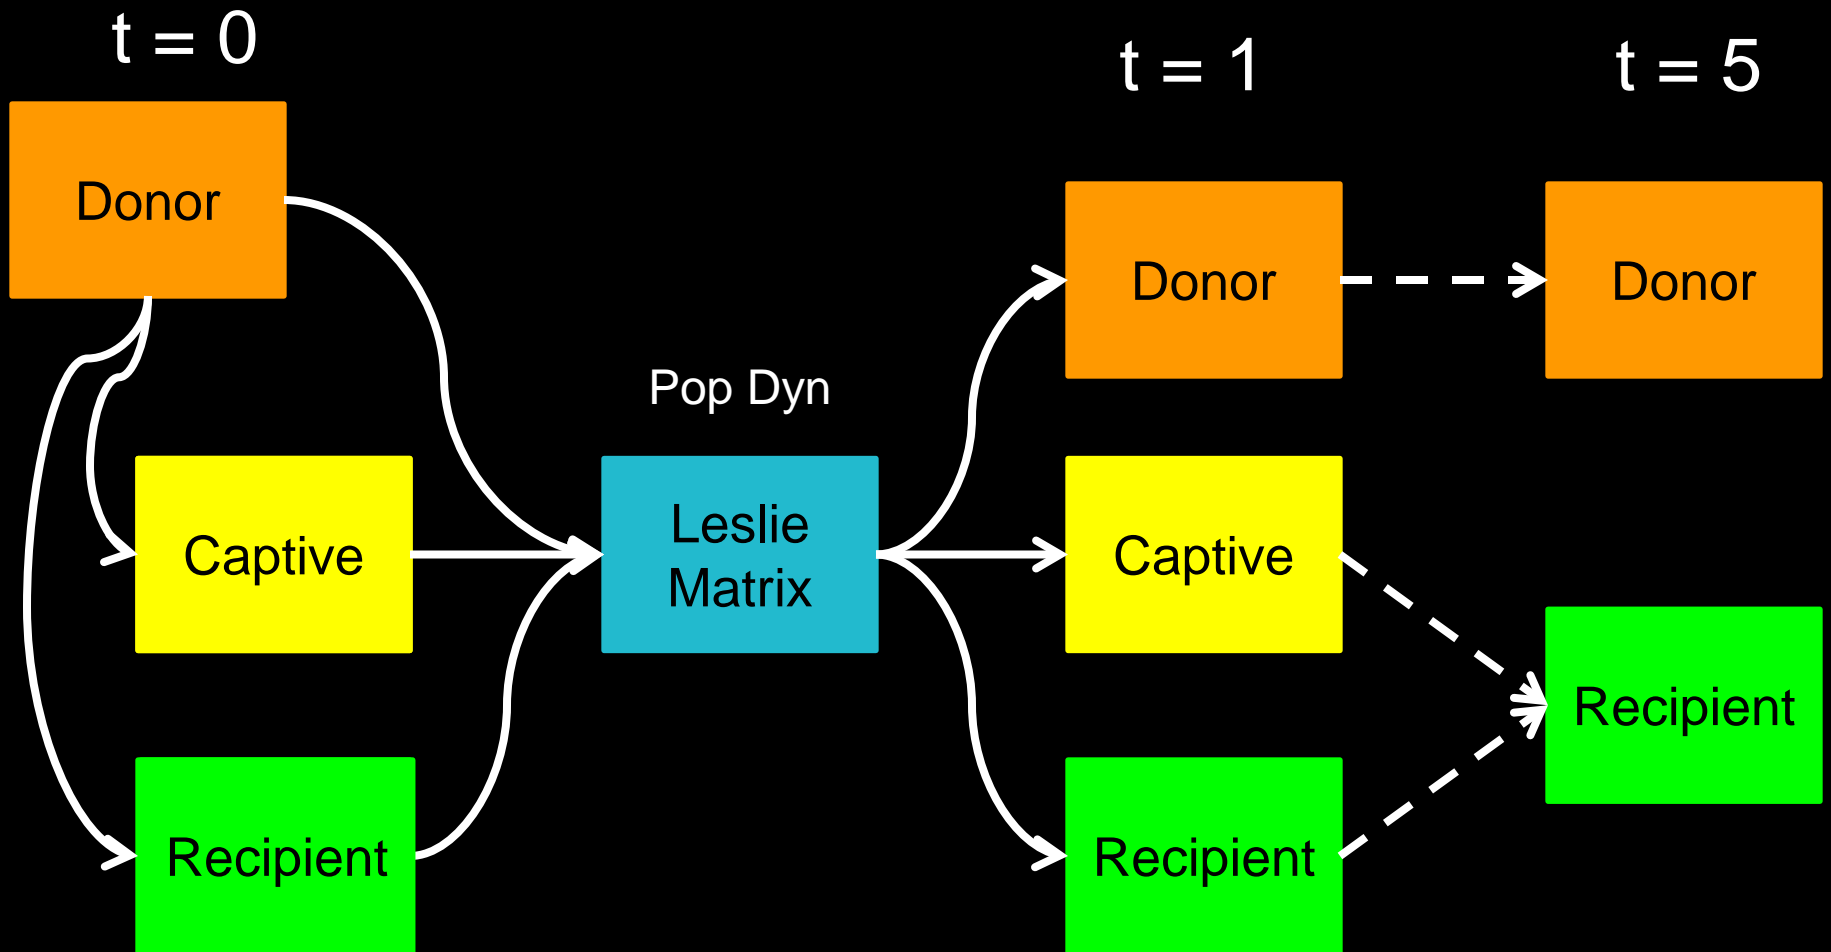 t = 0
t = 1
t = 5
Donor
Donor
Donor
Pop Dyn
Captive
Leslie
Matrix
Captive
Recipient
Recipient
Recipient